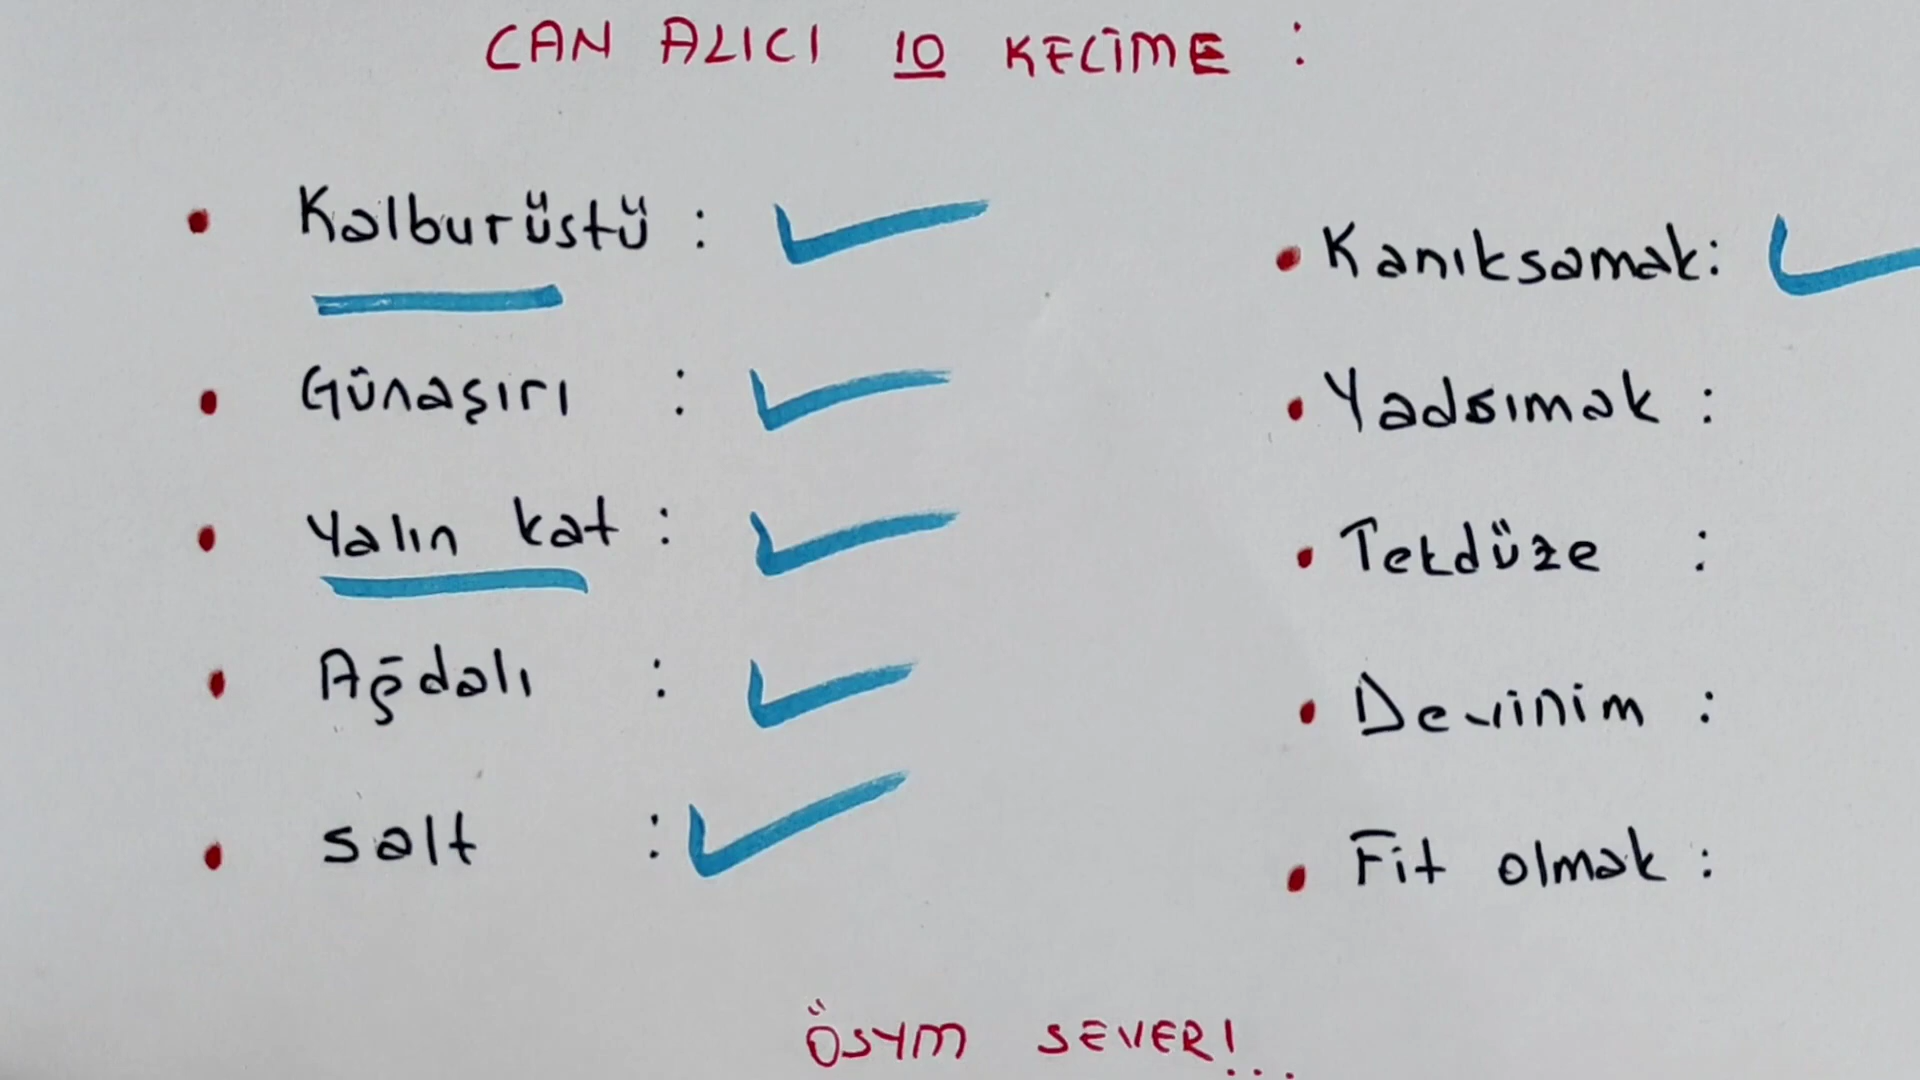 CAN ALICI 10 KELİME :
• Kalburüstü :
• Günaşırı :
• Yalın kat :
• Ağdalı :
• Salt :
• Kanıksamak :
• Yadsımak :
• Tekdüze :
• Devinim :
• Fit olmak :
ÖSYM SEVER!...